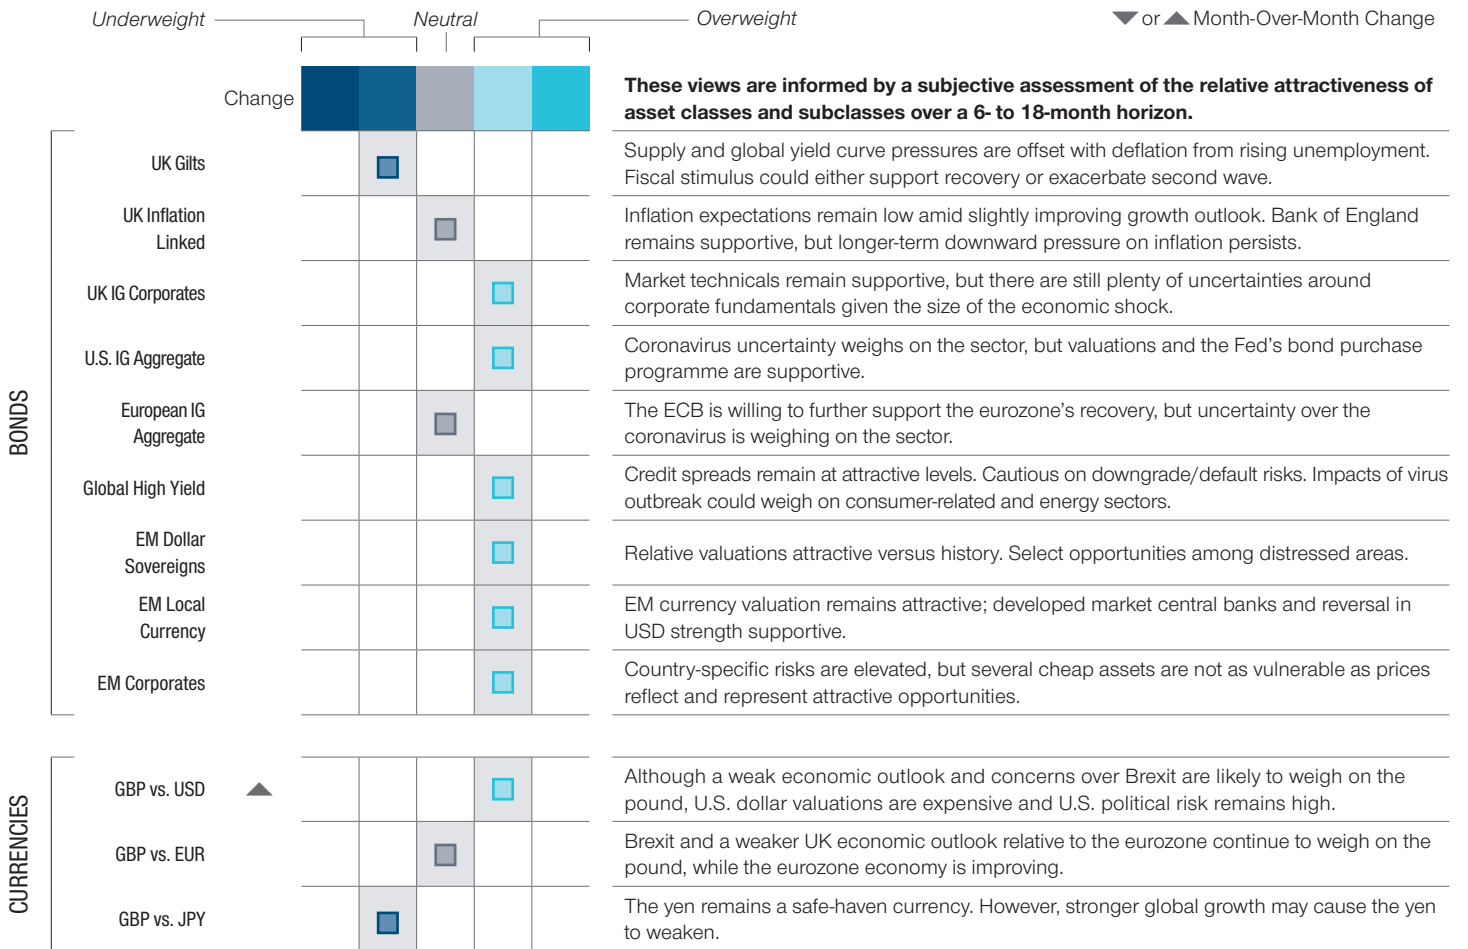 Underweight
Neutral
Overweight
or Month-Over-Month Change
Change
These views are informed by a subjective assessment of the relative attractiveness of
asset classes and subclasses over a 6- to 18-month horizon.
BONDS
UK Gilts
Supply and global yield curve pressures are offset with deflation from rising unemployment.
Fiscal stimulus could either support recovery or exacerbate second wave.
UK Inflation
Linked
Inflation expectations remain low amid slightly improving growth outlook. Bank of England
remains supportive, but longer-term downward pressure on inflation persists.
UK IG Corporates
Market technicals remain supportive, but there are still plenty of uncertainties around
corporate fundamentals given the size of the economic shock.
U.S. IG Aggregate
Coronavirus uncertainty weighs on the sector, but valuations and the Fed's bond purchase
programme are supportive.
European IG
Aggregate
The ECB is willing to further support the eurozone's recovery, but uncertainty over the
coronavirus is weighing on the sector.
Global High Yield
Credit spreads remain at attractive levels. Cautious on downgrade/default risks. Impacts of virus
outbreak could weigh on consumer-related and energy sectors.
EM Dollar
Sovereigns
Relative valuations attractive versus history. Select opportunities among distressed areas.
EM Local
Currency
EM currency valuation remains attractive; developed market central banks and reversal in
USD strength supportive.
EM Corporates
Country-specific risks are elevated, but several cheap assets are not as vulnerable as prices
reflect and represent attractive opportunities.
CURRENCIES
GBP vs. USD
Although a weak economic outlook and concerns over Brexit are likely to weigh on the
pound, U.S. dollar valuations are expensive and U.S. political risk remains high.
GBP vs. EUR
Brexit and a weaker UK economic outlook relative to the eurozone continue to weigh on the
pound, while the eurozone economy is improving.
GBP vs. JPY
The yen remains a safe-haven currency. However, stronger global growth may cause the yen
to weaken.